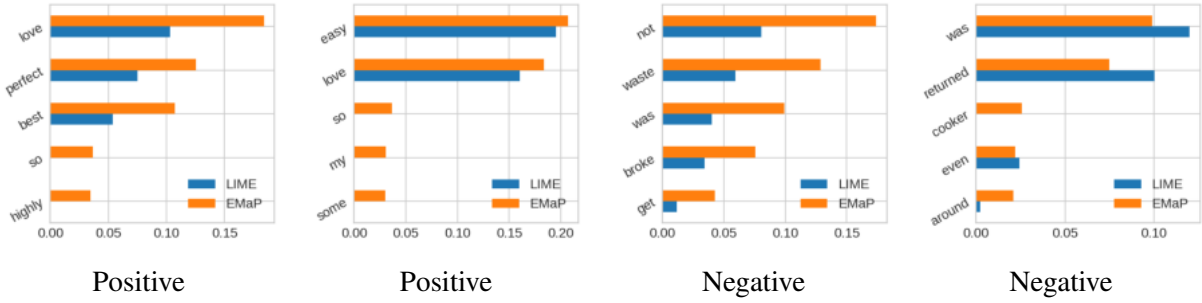 love
perfect
best
so
highly
LIME
EMaP
0.00 0.05 0.10 0.15
Positive
easy
love
so
my
some
LIME
EMaP
0.00 0.05 0.10 0.15 0.20
Positive
not
waste
was
broke
get
LIME
EMaP
0.00 0.05 0.10 0.15
Negative
was
returned
cooker
even
around
LIME
EMaP
0.00 0.05 0.10
Negative